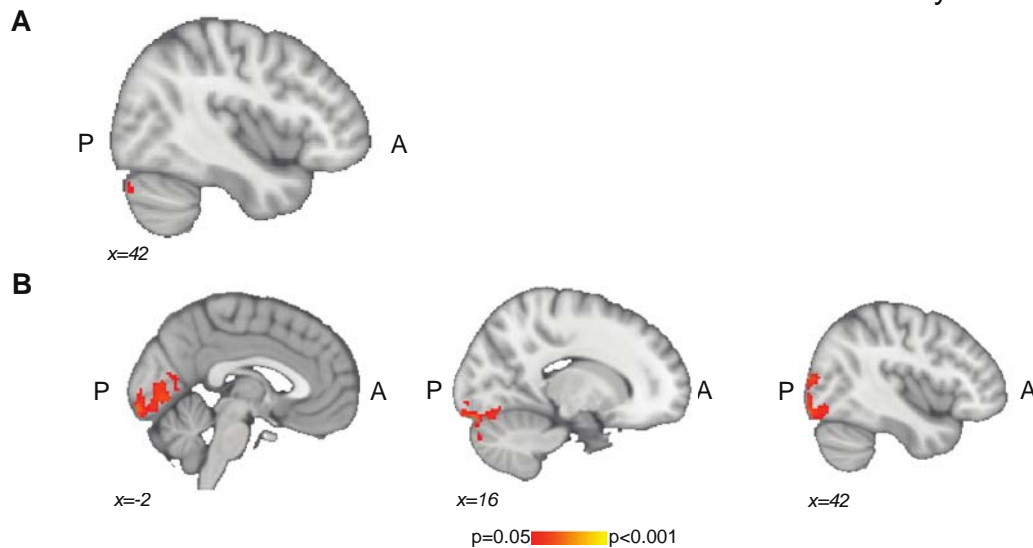 y
A
P A
x=42
B
P A P A P A
x=-2 x=16 x=42
p=0.05 p<0.001